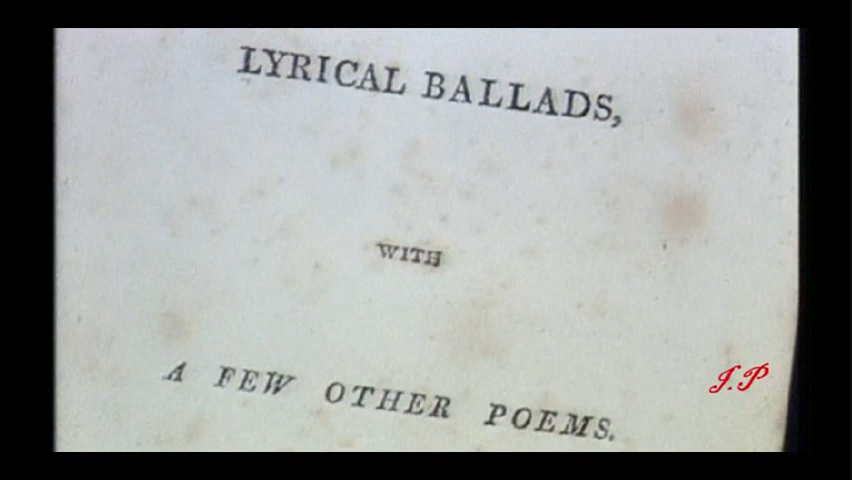 LYRICAL BALLADS,
WITH
A FEW OTHER POEMS.
J.P